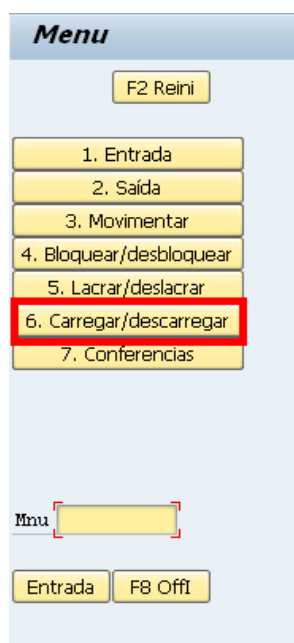 Menu
F2 Reini
1. Entrada
2. Saída
3. Movimentar
4. Bloquear/desbloquear
5. Lacrar/deslacrar
6. Carregar/descarregar
7. Conferencias
Mnu
Entrada F8 OffI